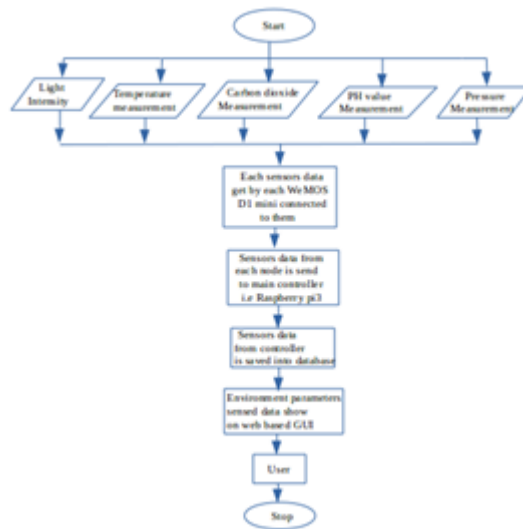 Start
Light
Intensity
Temperature
measurement
Carbon dioxide
Measurement
PH value
Measurement
Pressure
Measurement
Each sensors data
get by each WeMOS
D1 mini connected
to them
Sensors data from
each node is send
to main controller
i.e Raspberry pi3
Sensors data
from controller
is saved into database
Environment parameters
sensed data show
on web based GUI
User
Stop